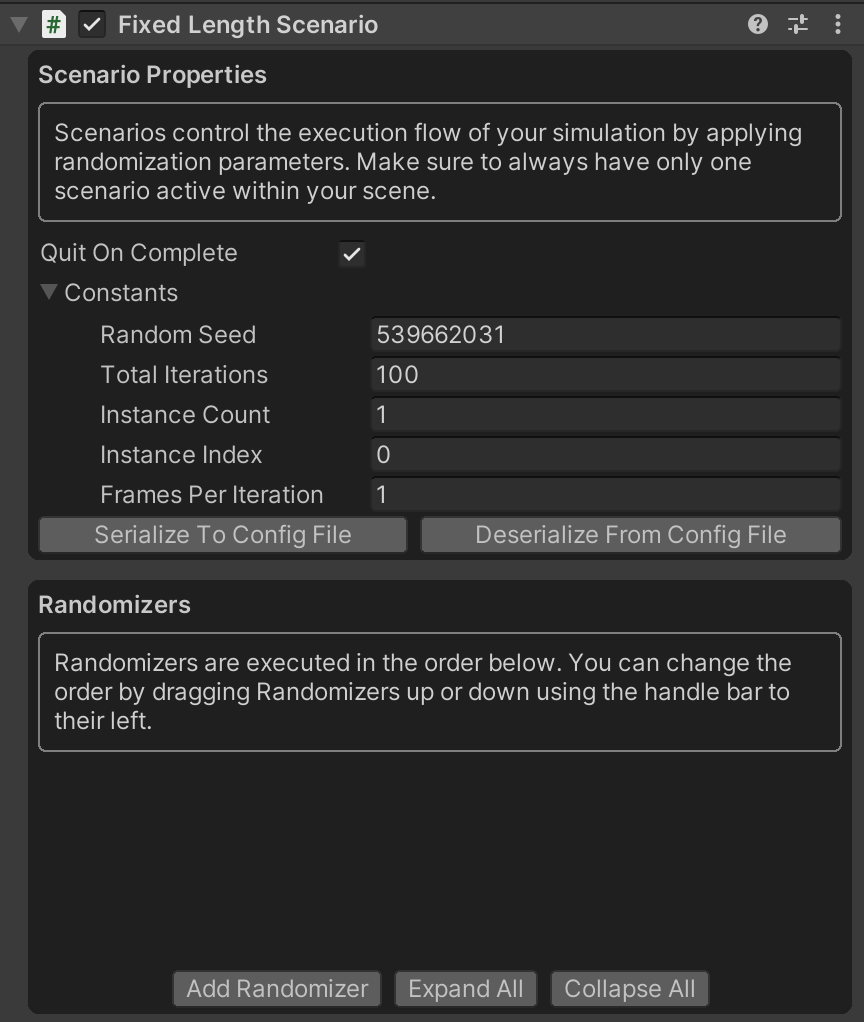 # Fixed Length Scenario
Scenario Properties
Scenarios control the execution flow of your simulation by applying
randomization parameters. Make sure to always have only one
scenario active within your scene.
Quit On Complete
Constants
Random Seed 539662031
Total Iterations 100
Instance Count 1
Instance Index 0
Frames Per Iteration 1
Serialize To Config File Deserialize From Config File
Randomizers
Randomizers are executed in the order below. You can change the
order by dragging Randomizers up or down using the handle bar to
their left.
Add Randomizer Expand All Collapse All